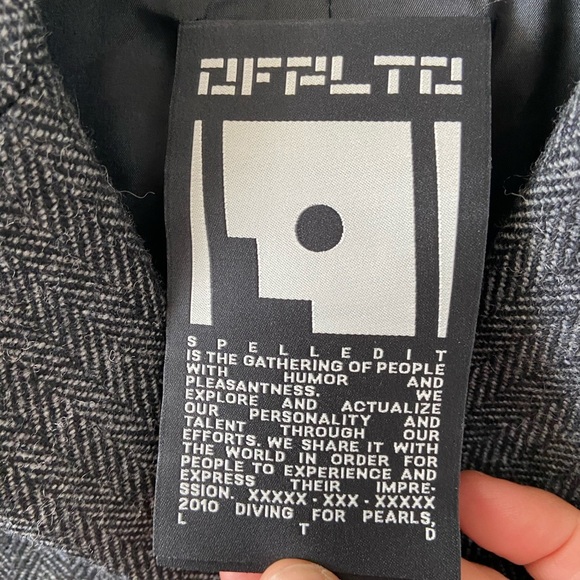 SPELLEDIT
IS THE GATHERING OF PEOPLE
WITH HUMOR AND
PLEASANTNESS. WE
EXPLORE AND ACTUALIZE
OUR PERSONALITY AND
TALENT THROUGH OUR
EFFORTS. WE SHARE IT WITH
THE WORLD IN ORDER FOR
PEOPLE TO EXPERIENCE AND
EXPRESS THEIR IMPRE-
SSION. XXXXX - XXX - XXXXX
2010 DIVING FOR PEARLS,
LTD